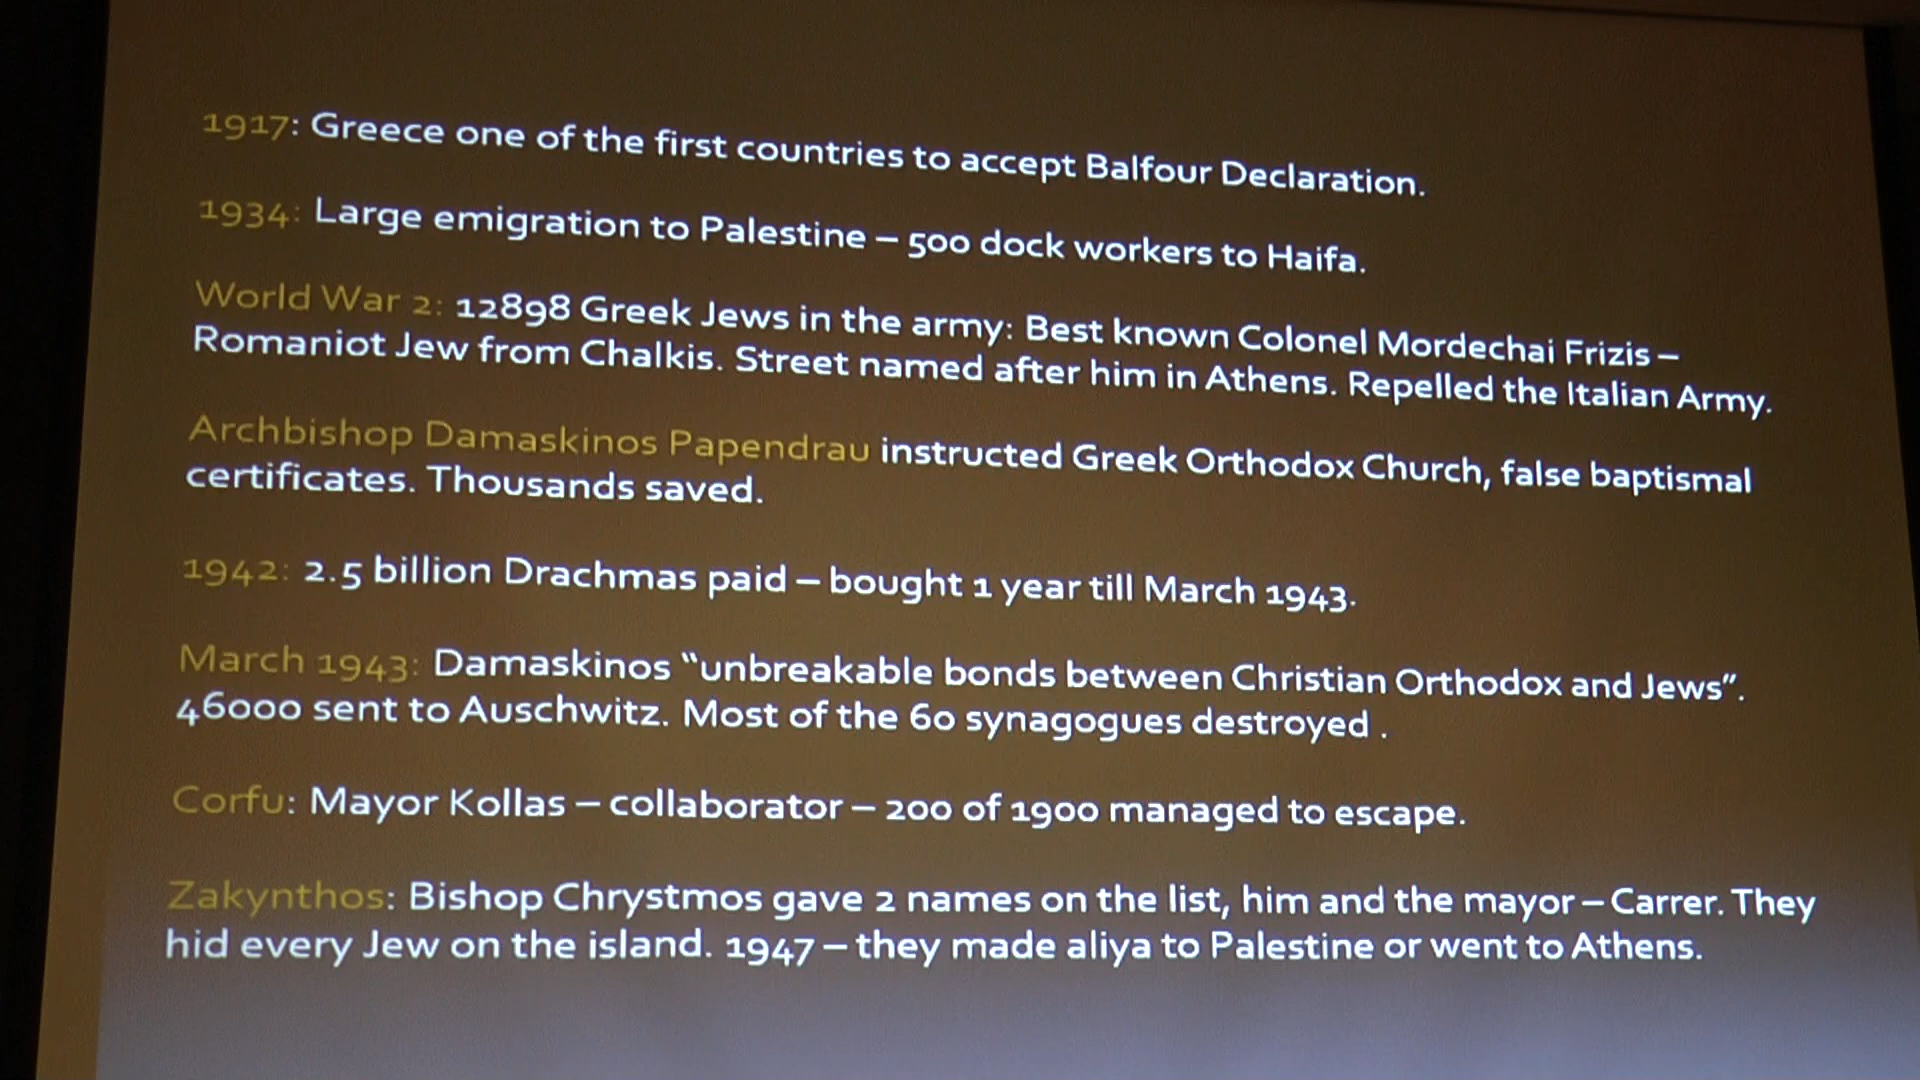 1917: Greece one of the first countries to accept Balfour Declaration.
1934: Large emigration to Palestine – 500 dock workers to Haifa.
World War 2: 12898 Greek Jews in the army: Best known Colonel Mordechai Frizis –
Romaniot Jew from Chalkis. Street named after him in Athens. Repelled the Italian Army.
Archbishop Damaskinos Papendrau instructed Greek Orthodox Church, false baptismal
certificates. Thousands saved.
1942: 2.5 billion Drachmas paid – bought 1 year till March 1943.
March 1943: Damaskinos “unbreakable bonds between Christian Orthodox and Jews”.
46000 sent to Auschwitz. Most of the 60 synagogues destroyed .
Corfu: Mayor Kollas – collaborator – 200 of 1900 managed to escape.
Zakynthos: Bishop Chrystmos gave 2 names on the list, him and the mayor – Carrer. They
hid every Jew on the island. 1947 – they made aliya to Palestine or went to Athens.